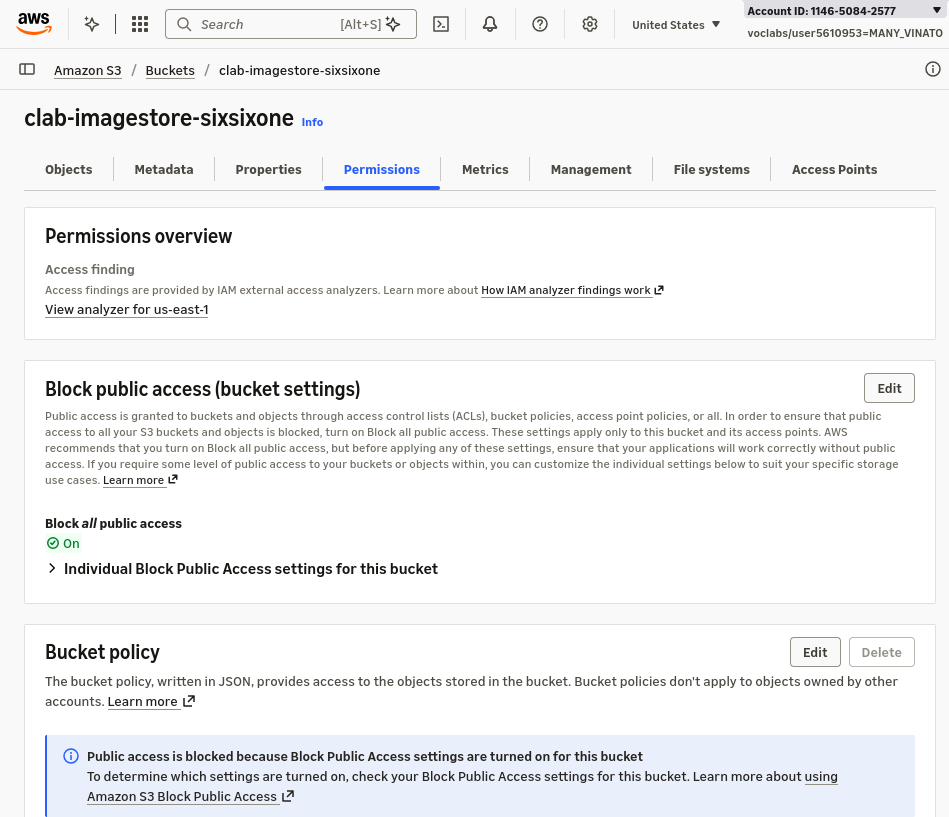 aws
Search [Alt+S]
United States
Account ID: 1146-5084-2577
voclabs/user5610953=MANY_VINATO
Amazon S3 / Buckets / clab-imagestore-sixsixone
clab-imagestore-sixsixone Info
Objects Metadata Properties Permissions Metrics Management File systems Access Points
Permissions overview
Access finding
Access findings are provided by IAM external access analyzers. Learn more about How IAM analyzer findings work
View analyzer for us-east-1
Block public access (bucket settings)
Edit
Public access is granted to buckets and objects through access control lists (ACLs), bucket policies, access point policies, or all. In order to ensure that public
access to all your S3 buckets and objects is blocked, turn on Block all public access. These settings apply only to this bucket and its access points. AWS
recommends that you turn on Block all public access, but before applying any of these settings, ensure that your applications will work correctly without public
access. If you require some level of public access to your buckets or objects within, you can customize the individual settings below to suit your specific storage
use cases. Learn more
Block all public access
On
Individual Block Public Access settings for this bucket
Bucket policy
Edit Delete
The bucket policy, written in JSON, provides access to the objects stored in the bucket. Bucket policies don't apply to objects owned by other
accounts. Learn more
Public access is blocked because Block Public Access settings are turned on for this bucket
To determine which settings are turned on, check your Block Public Access settings for this bucket. Learn more about using
Amazon S3 Block Public Access